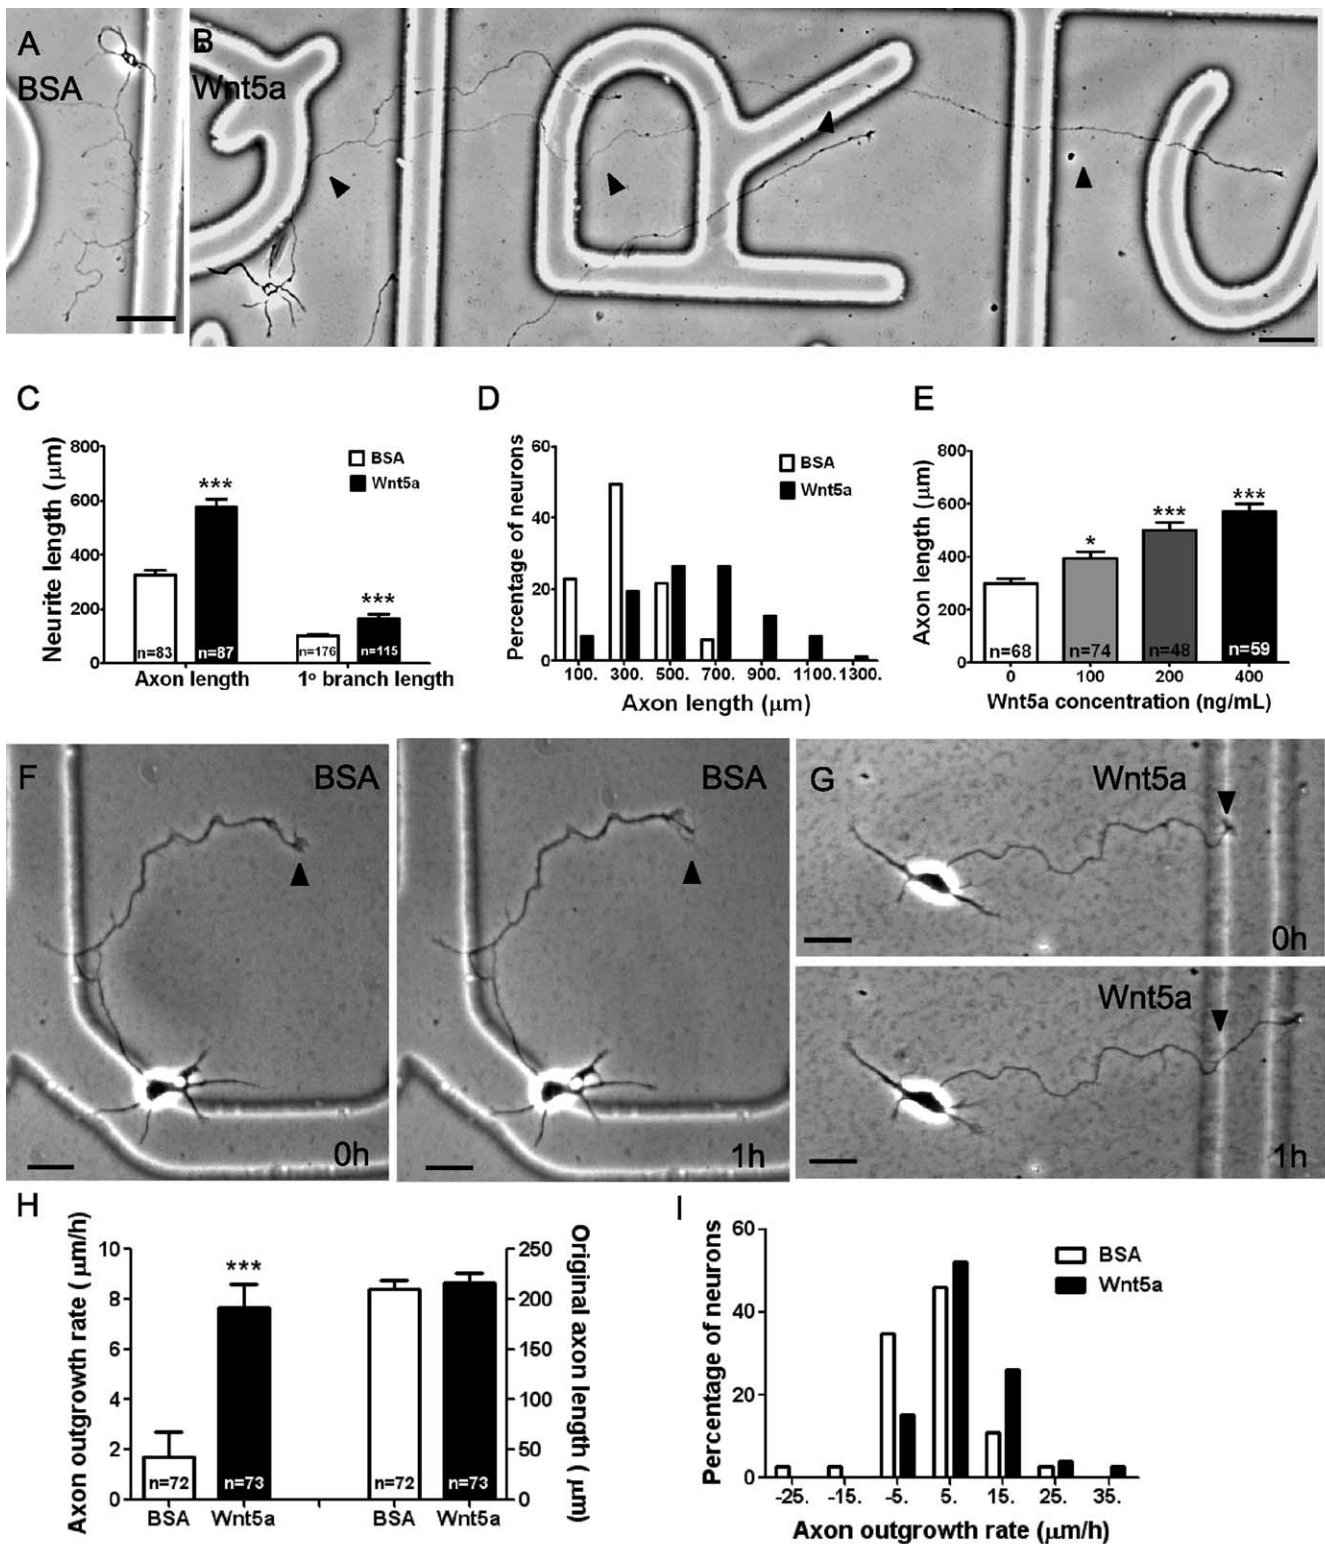 A
BSA
B
Wnt5a
C
Neurite length (μm)
800
600
400
200
0
***
***
BSA
Wnt5a
n=83
n=87
n=176
n=115
Axon length
1º branch length
D
Percentage of neurons
60
40
20
0
BSA
Wnt5a
100. 300. 500. 700. 900. 1100. 1300.
Axon length (μm)
E
Axon length (μm)
800
600
400
200
0
*
***
***
n=68
n=74
n=48
n=59
0 100 200 400
Wnt5a concentration (ng/mL)
F
BSA
0h
BSA
1h
G
Wnt5a
0h
Wnt5a
1h
H
Axon outgrowth rate ( μm/h)
10
8
6
4
2
0
***
n=72
n=73
n=72
n=73
BSA Wnt5a BSA Wnt5a
250
200
150
100
50
0
Original axon length ( μm)
I
Percentage of neurons
60
40
20
0
BSA
Wnt5a
-25. -15. -5. 5. 15. 25. 35.
Axon outgrowth rate (μm/h)